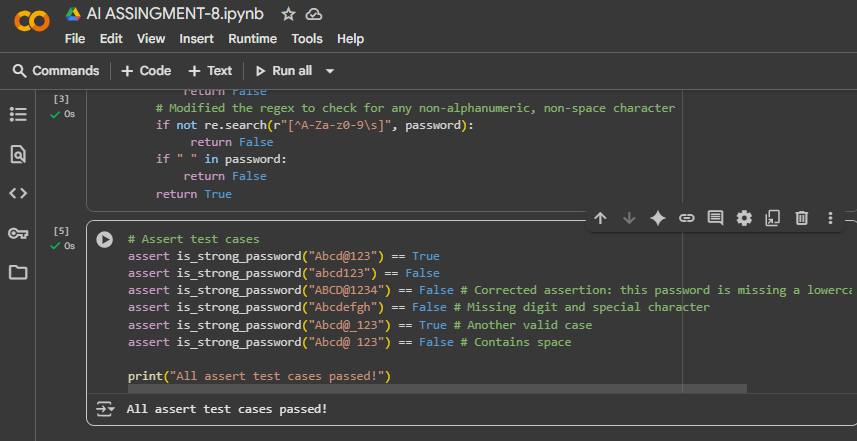 AI ASSINGMENT-8.ipynb
File Edit View Insert Runtime Tools Help
Commands + Code + Text Run all
[3]
0s
return False
# Modified the regex to check for any non-alphanumeric, non-space character
if not re.search(r"[^A-Za-z0-9\s]", password):
return False
if " " in password:
return False
return True
[5]
0s
# Assert test cases
assert is_strong_password("Abcd@123") == True
assert is_strong_password("abcd123") == False
assert is_strong_password("ABCD@1234") == False # Corrected assertion: this password is missing a lowerca
assert is_strong_password("Abcdefgh") == False # Missing digit and special character
assert is_strong_password("Abcd@_123") == True # Another valid case
assert is_strong_password("Abcd@ 123") == False # Contains space
print("All assert test cases passed!")
All assert test cases passed!